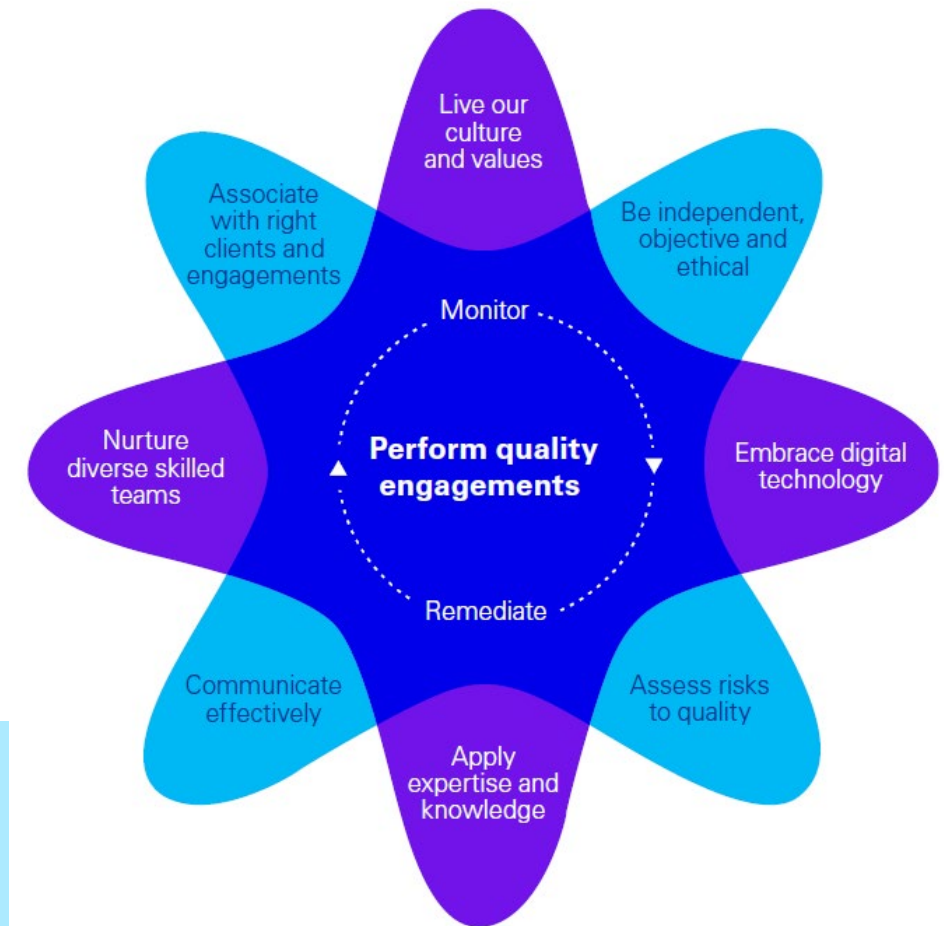 Live our
culture
and values
Be independent,
objective and
ethical
Embrace digital
technology
Assess risks
to quality
Apply
expertise and
knowledge
Communicate
effectively
Nurture
diverse skilled
teams
Associate
with right
clients and
engagements
Monitor
Perform quality
engagements
Remediate